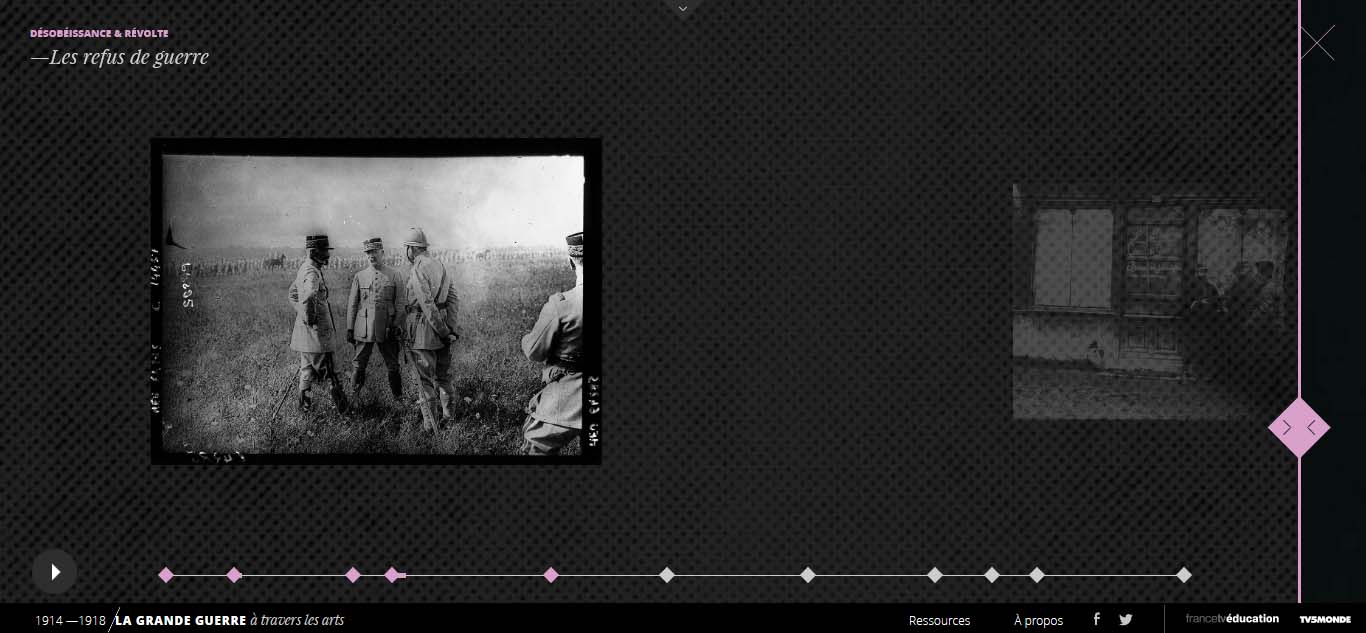 DÉSOBÉISSANCE & RÉVOLTE
—Les refus de guerre
1914 —1918 / LA GRANDE GUERRE à travers les arts
Ressources
À propos
francetvéducation
TV5MONDE